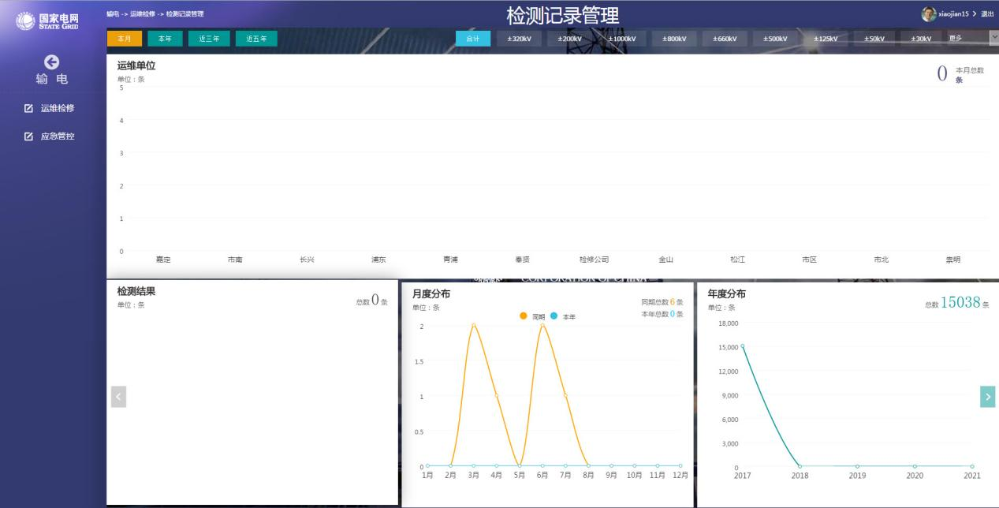 国家电网
STATE GRID
输电 -> 运维检修 -> 检测记录管理
检测记录管理
xiaojian15 > 退出
本月 本年 近三年 近五年
合计 ±320kV ±200kV ±1000kV ±800kV ±660kV ±500kV ±125kV ±50kV ±30kV 更多
输 电
运维检修
应急管控
运维单位
单位：条
0 本月总数
条
5
4
3
2
1
0
嘉定 市南 长兴 浦东 青浦 奉贤 检修公司 金山 松江 市区 市北 崇明
CORPORATION OF CHINA
检测结果
单位：条
总数0条
月度分布
单位：条
同期总数6条
本年总数0条
同期 本年
2
1.5
1
0.5
0
1月 2月 3月 4月 5月 6月 7月 8月 9月 10月 11月 12月
年度分布
单位：条
总数15038条
18,000
15,000
12,000
9,000
6,000
3,000
0
2017 2018 2019 2020 2021